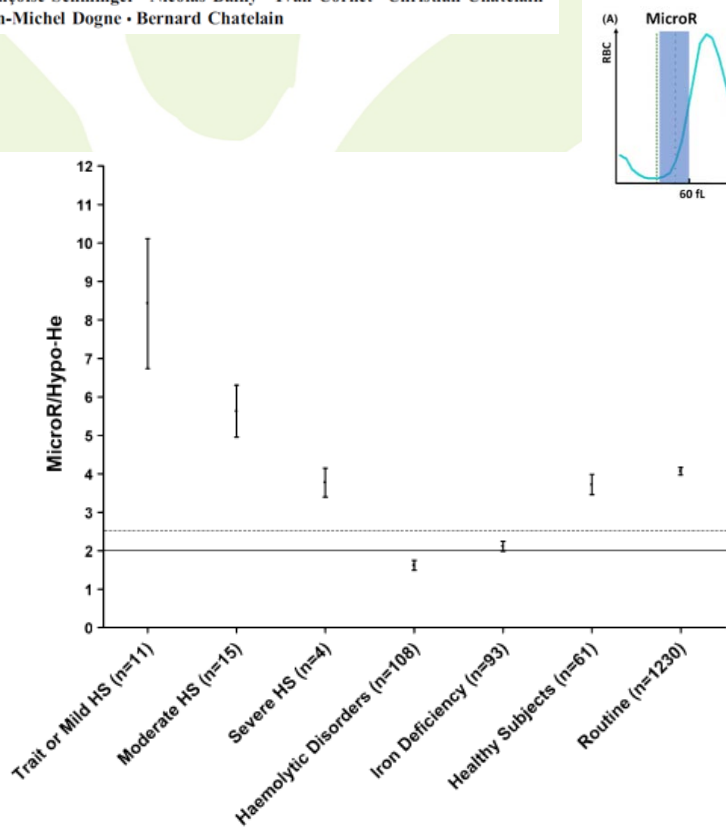 n-Michel Dogne • Bernard Chatelain
(A) MicroR
RBC
60 fL
12
11
10
9
8
7
6
5
4
3
2
1
0
MicroR/Hypo-He
Trait or Mild HS (n=11)
Moderate HS (n=15)
Severe HS (n=4)
Haemolytic Disorders (n=108)
Iron Deficiency (n=93)
Healthy Subjects (n=61)
Routine (n=1230)